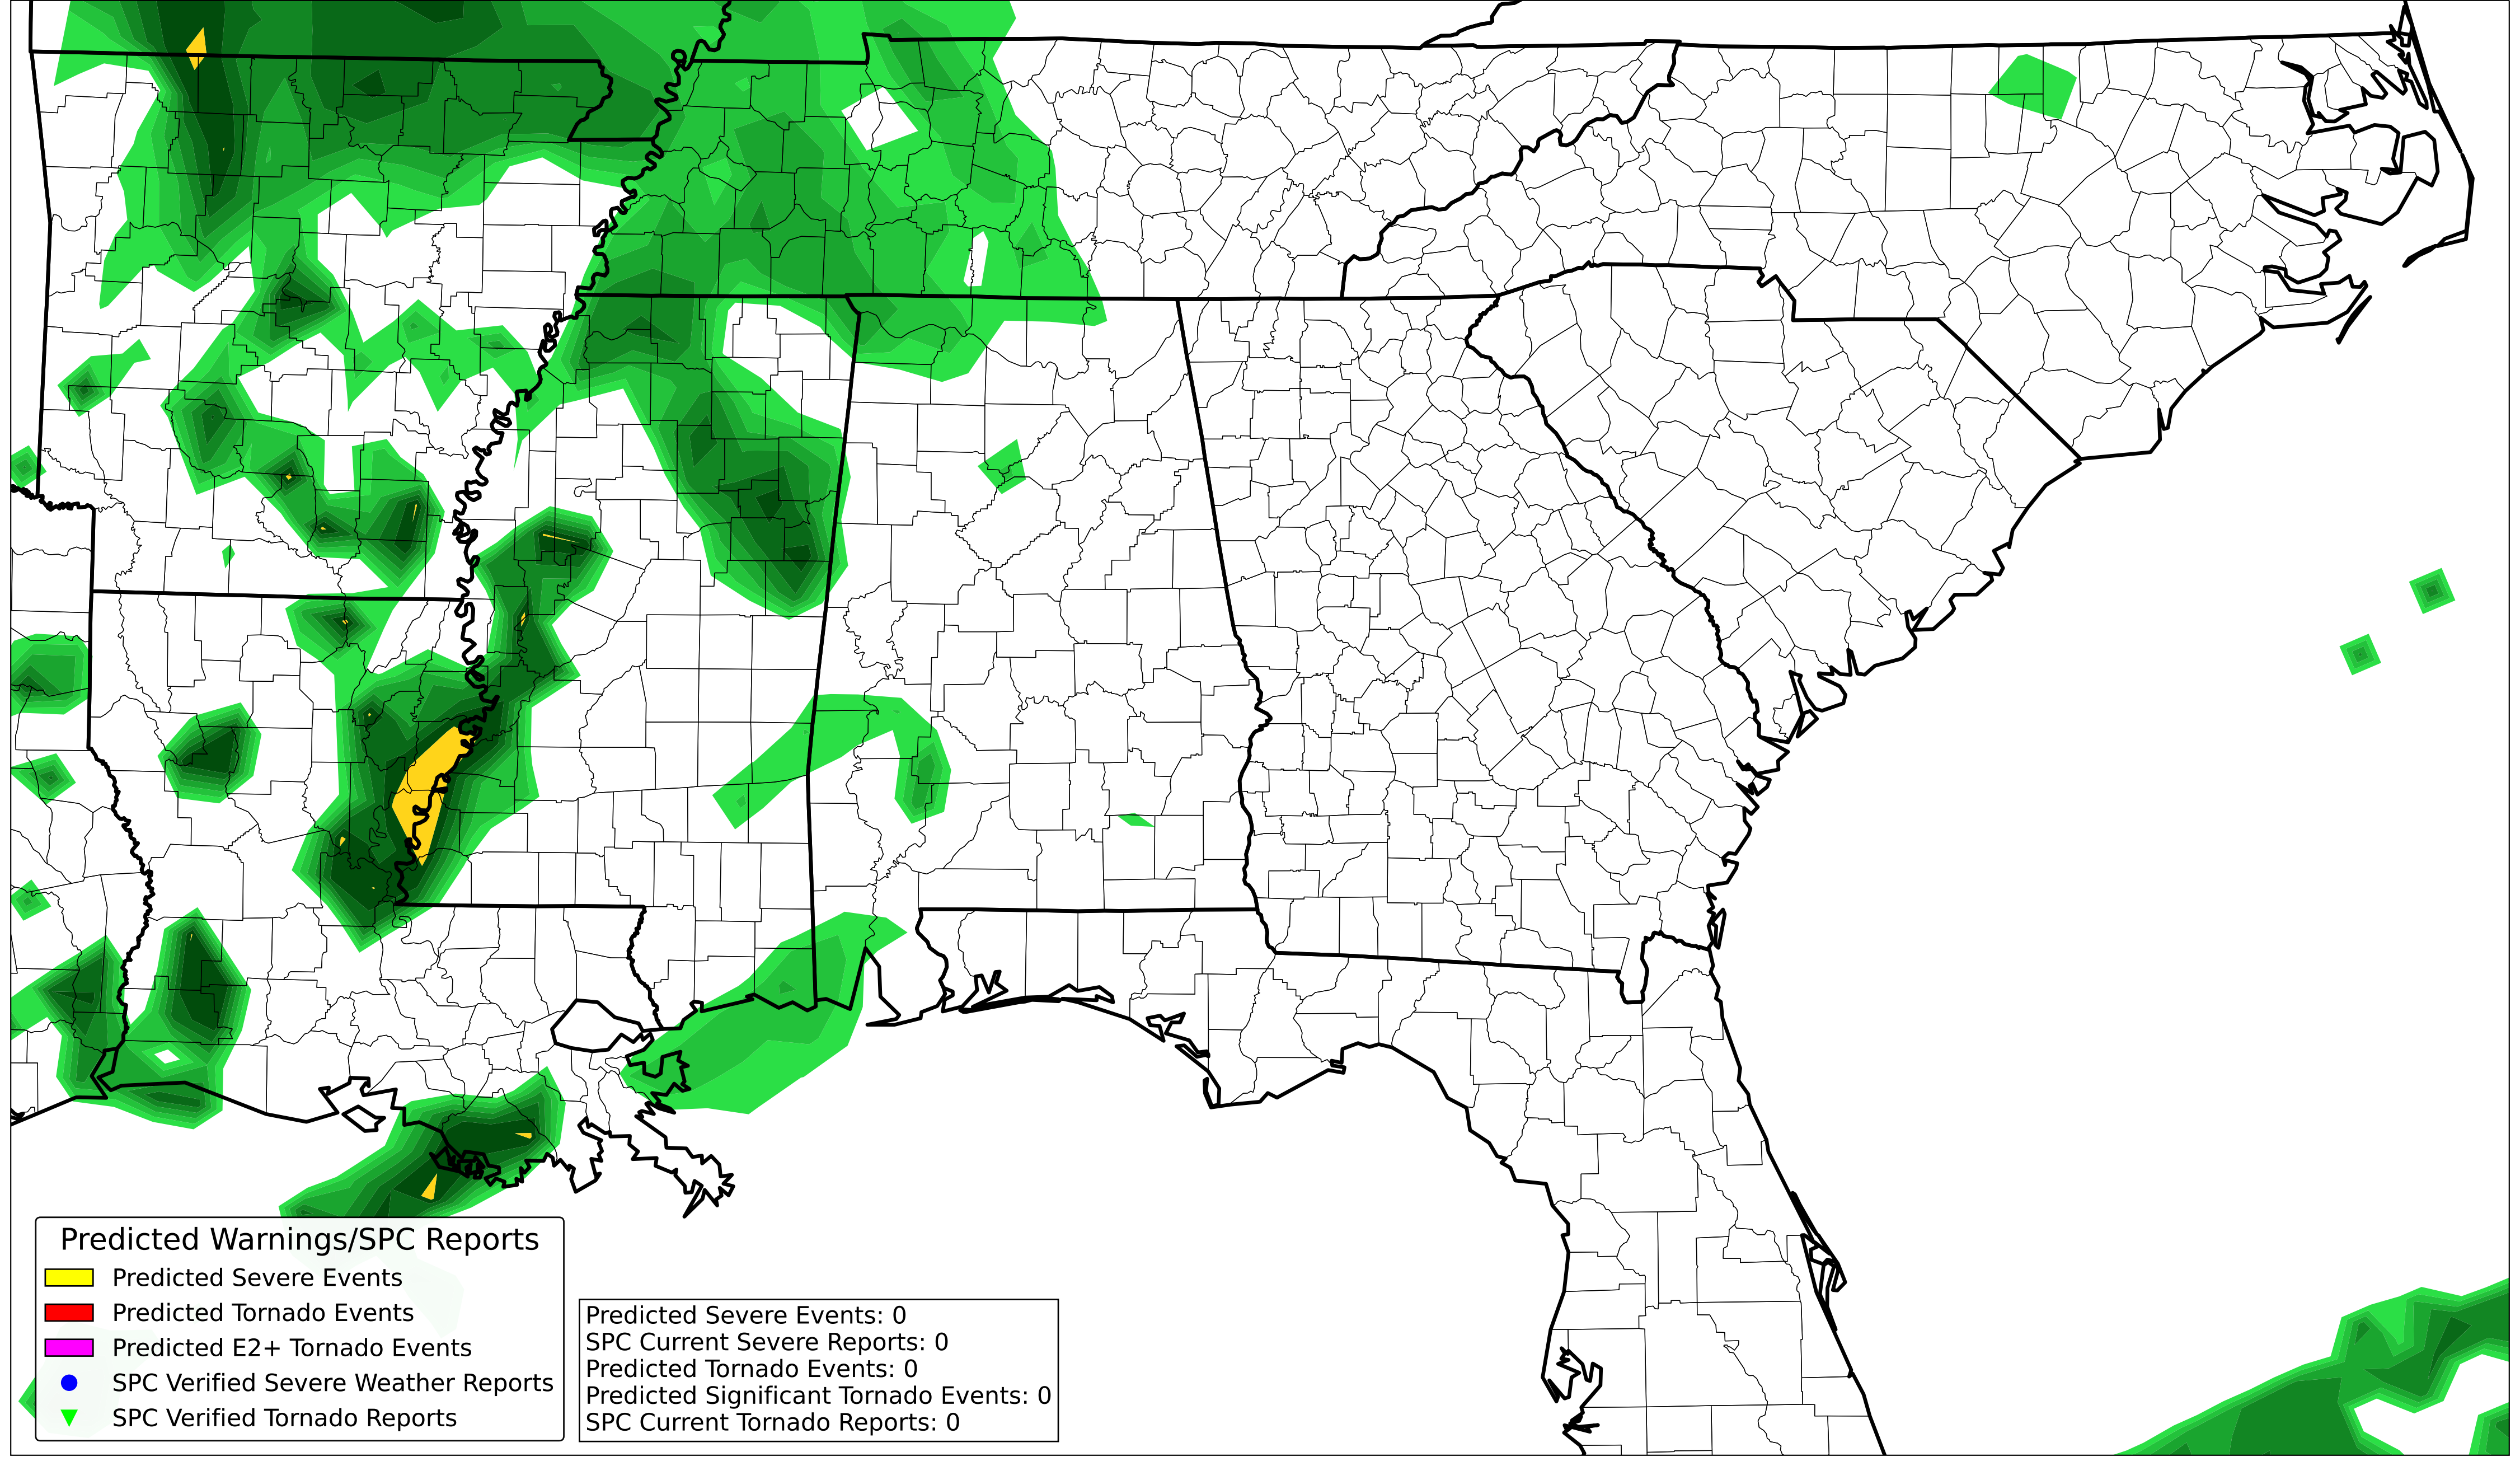 Predicted Warnings/SPC Reports
Predicted Severe Events
Predicted Tornado Events
Predicted E2+ Tornado Events
SPC Verified Severe Weather Reports
SPC Verified Tornado Reports
Predicted Severe Events: 0
SPC Current Severe Reports: 0
Predicted Tornado Events: 0
Predicted Significant Tornado Events: 0
SPC Current Tornado Reports: 0